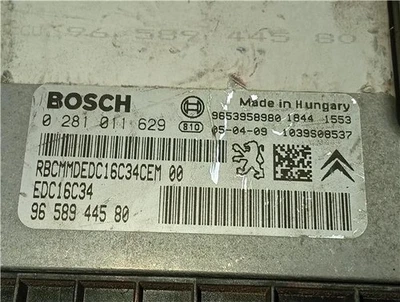 96 589 445 80
BOSCH
Made in Hungary
0 281 011 629
810
9653958980 1844 1553
05-04-09 1039S08537
RBCMMDEDC16C34CEM 00
EDC16C34
96 589 445 80